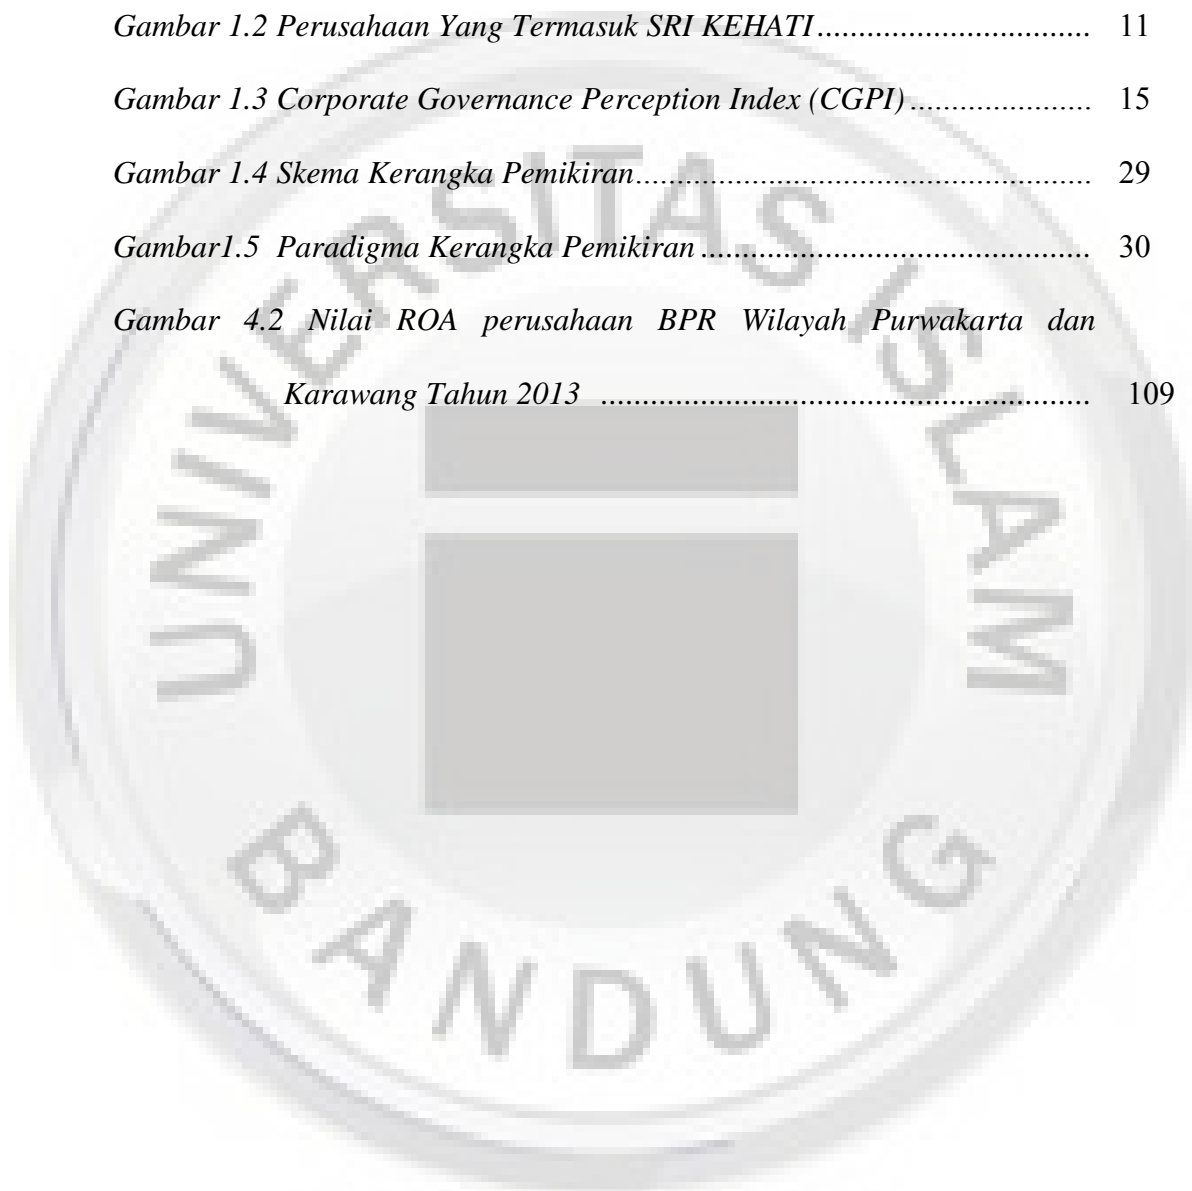 Gambar 1.2 Perusahaan Yang Termasuk SRI KEHATI.................................. 11
Gambar 1.3 Corporate Governance Perception Index (CGPI)....................... 15
Gambar 1.4 Skema Kerangka Pemikiran......................................................... 29
Gambar1.5 Paradigma Kerangka Pemikiran ................................................ 30
Gambar 4.2 Nilai ROA perusahaan BPR Wilayah Purwakarta dan
Karawang Tahun 2013 ............................................................. 109
UNIVERSITAS ISLAM
BANDUNG